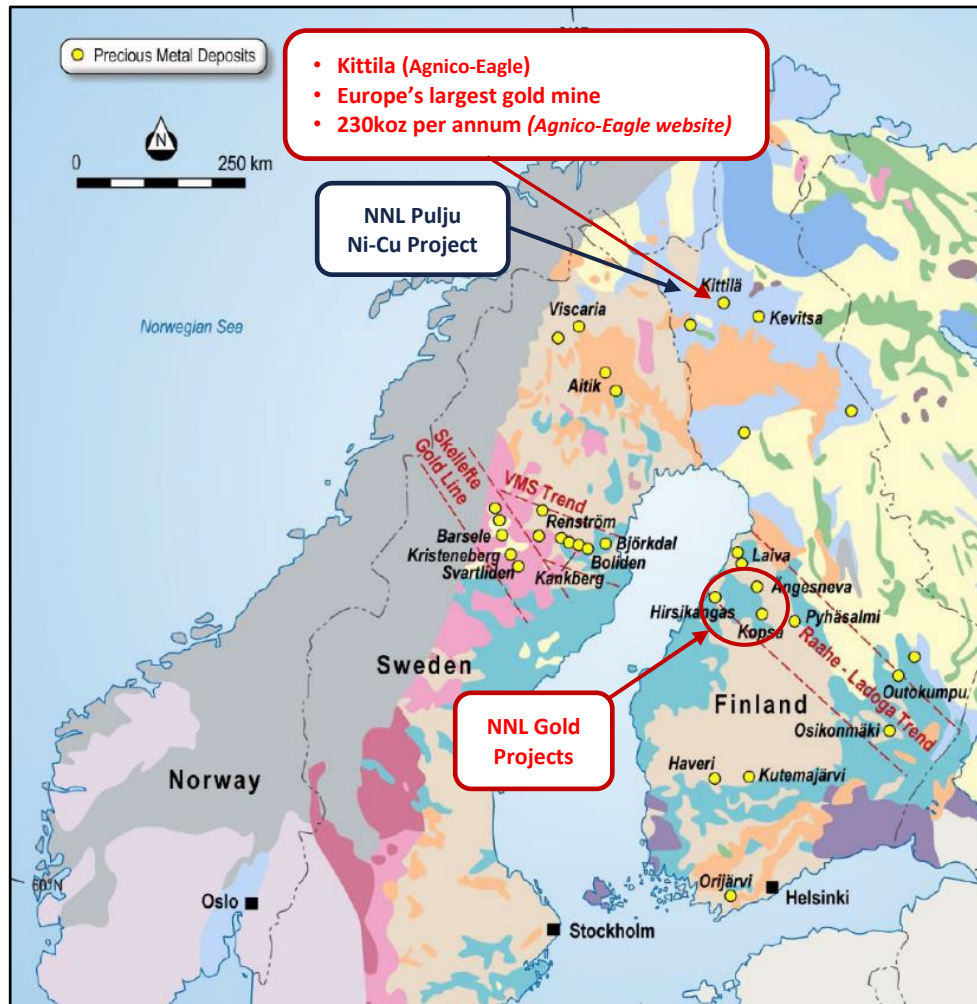 Precious Metal Deposits
• Kittila (Agnico-Eagle)
• Europe's largest gold mine
• 230koz per annum (Agnico-Eagle website)
N
0 250 km
NNL Pulju
Ni-Cu Project
Norwegian Sea
Kittilä
Kevitsa
Viscaria
Aitik
Skellefte
Gold Line
VMS Trend
Renström
Barsele
Björkdal
Kristeneberg
Boliden
Svartliden
Kankberg
Laiva
Ängesneva
Hirsikangas
Pyhäsalmi
Kopsa
Raahe - Ladoga Trend
Sweden
Outokumpu
Finland
Osikonmäki
NNL Gold
Projects
Norway
Haveri
Kutemajärvi
60°N
Orijärvi
Helsinki
Oslo
Stockholm